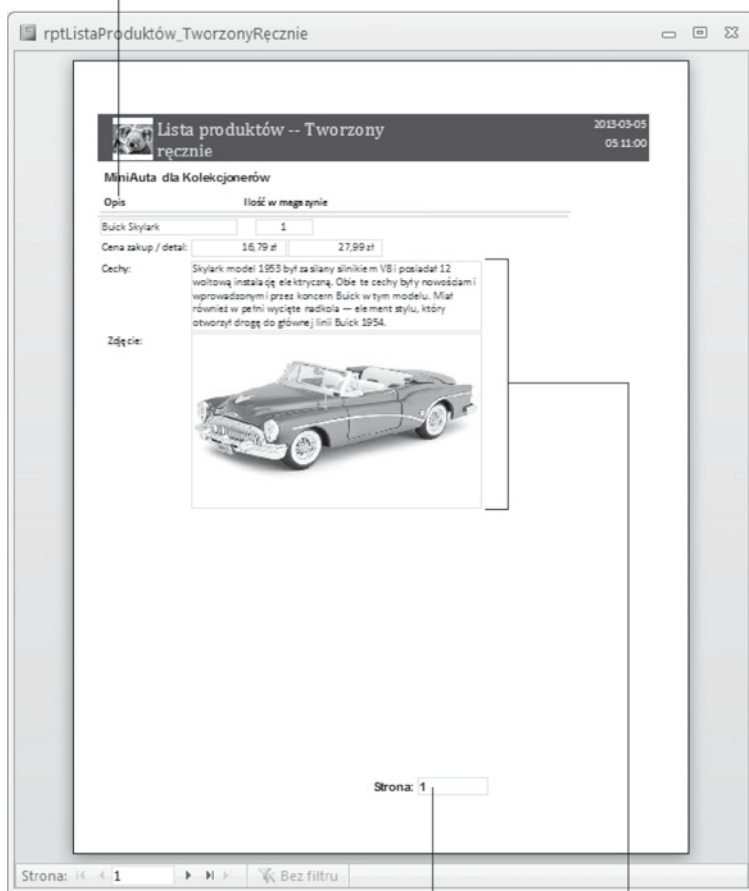 rptListaProduktów_TworzonyRęcznie
Lista produktów -- Tworzony
ręcznie
2013-03-05
05:11:00
MiniAuta dla Kolekcjonerów
Opis Ilość w magazynie
Buick Skylark 1
Cena zakup / detal: 16,79 zł 27,99 zł
Cechy: Skylark model 1953 był zasilany silnikiem V8 i posiadał 12
woltową instalację elektryczną. Obie te cechy były nowościami
wprowadzonymi przez koncern Buick w tym modelu. Miał
również w pełni wycięte nadkola — element stylu, który
otworzył drogę do głównej linii Buick 1954.
Zdjęcie:
Strona: 1
Strona: 1 Bez filtru